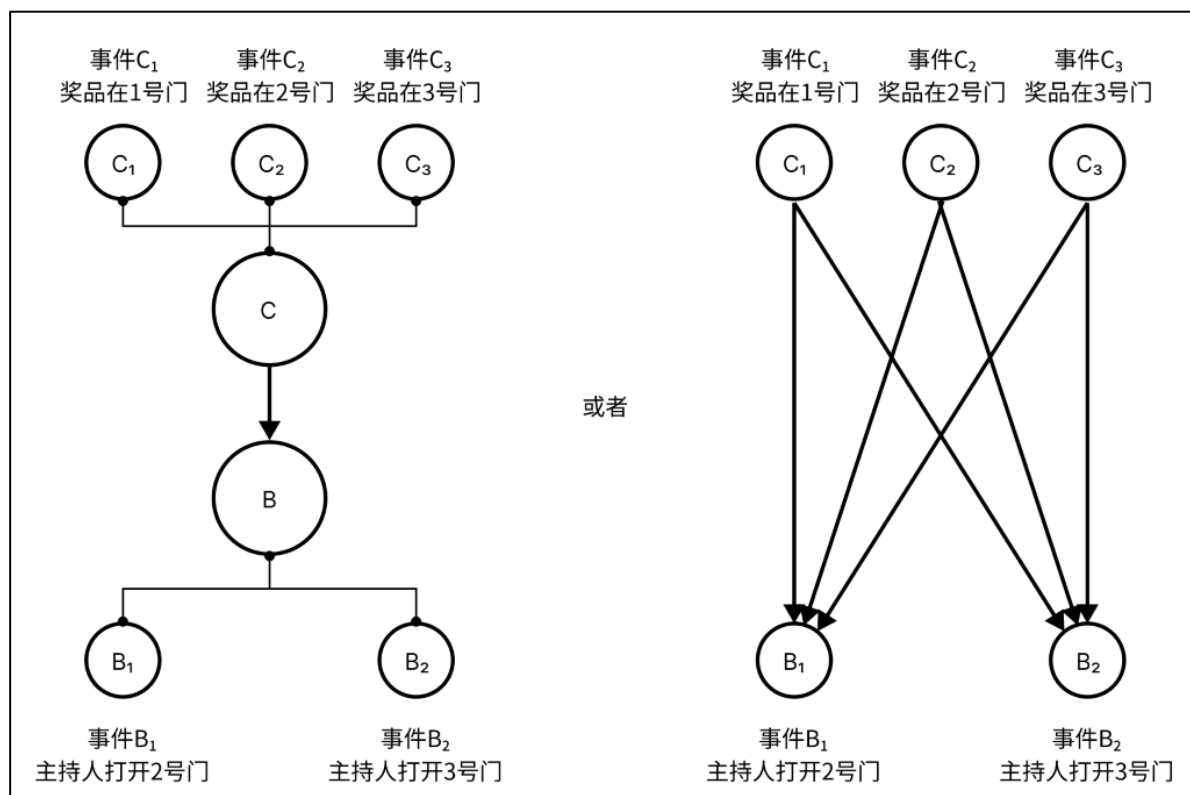 事件C₁
奖品在1号门
事件C₂
奖品在2号门
事件C₃
奖品在3号门
C₁
C₂
C₃
C
B
B₁
B₂
事件B₁
主持人打开2号门
事件B₂
主持人打开3号门
或者
事件C₁
奖品在1号门
事件C₂
奖品在2号门
事件C₃
奖品在3号门
C₁
C₂
C₃
B₁
B₂
事件B₁
主持人打开2号门
事件B₂
主持人打开3号门